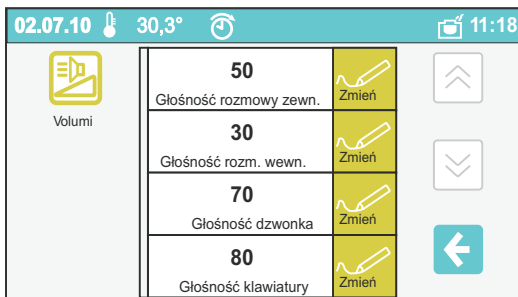 02.07.10 30,3° 11:18
Volumi
50
Głośność rozmowy zewn.
Zmień
30
Głośność rozm. wewn.
Zmień
70
Głośność dzwonka
Zmień
80
Głośność klawiatury
Zmień